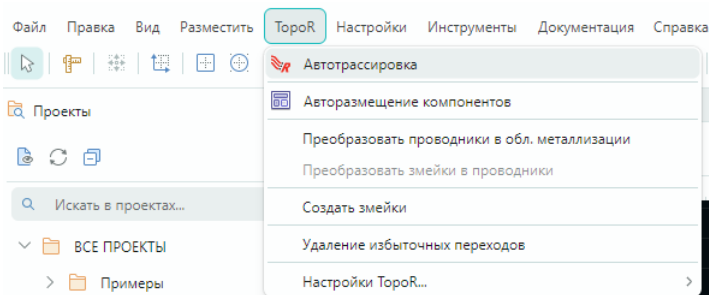 Файл Правка Вид Разместить TopoR Настройки Инструменты Документация Справка
Автотрассировка
Проекты
Авторазмещение компонентов
Преобразовать проводники в обл. металлизации
Преобразовать змейки в проводники
Искать в проектах...
Создать змейки
ВСЕ ПРОЕКТЫ
Удаление избыточных переходов
Примеры
Настройки TopoR...